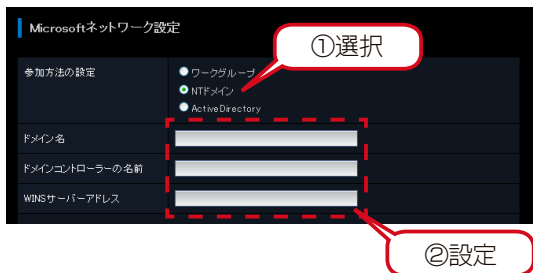 Microsoftネットワーク設定
①選択
参加方法の設定
ワークグループ
NTドメイン
ActiveDirectory
ドメイン名
ドメインコントローラーの名前
WINSサーバーアドレス
②設定